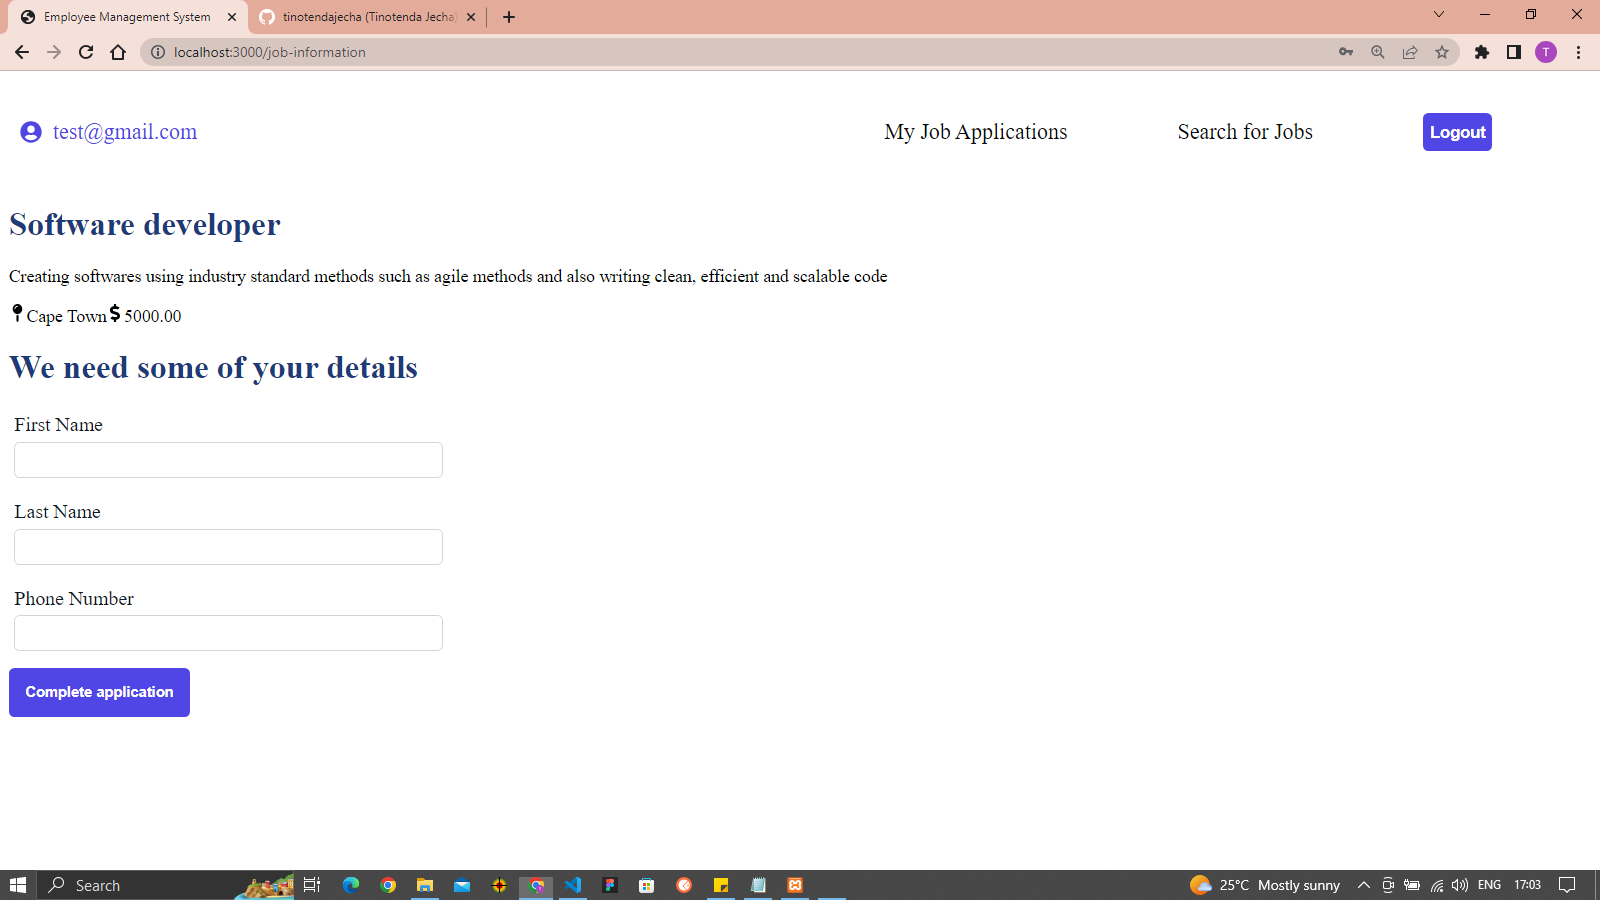 Employee Management System
tinotendajecha (Tinotenda Jecha)
localhost:3000/job-information
T
test@gmail.com
My Job Applications
Search for Jobs
Logout
Software developer
Creating softwares using industry standard methods such as agile methods and also writing clean, efficient and scalable code
Cape Town $ 5000.00
We need some of your details
First Name
Last Name
Phone Number
Complete application
Search
25°C Mostly sunny
ENG
17:03